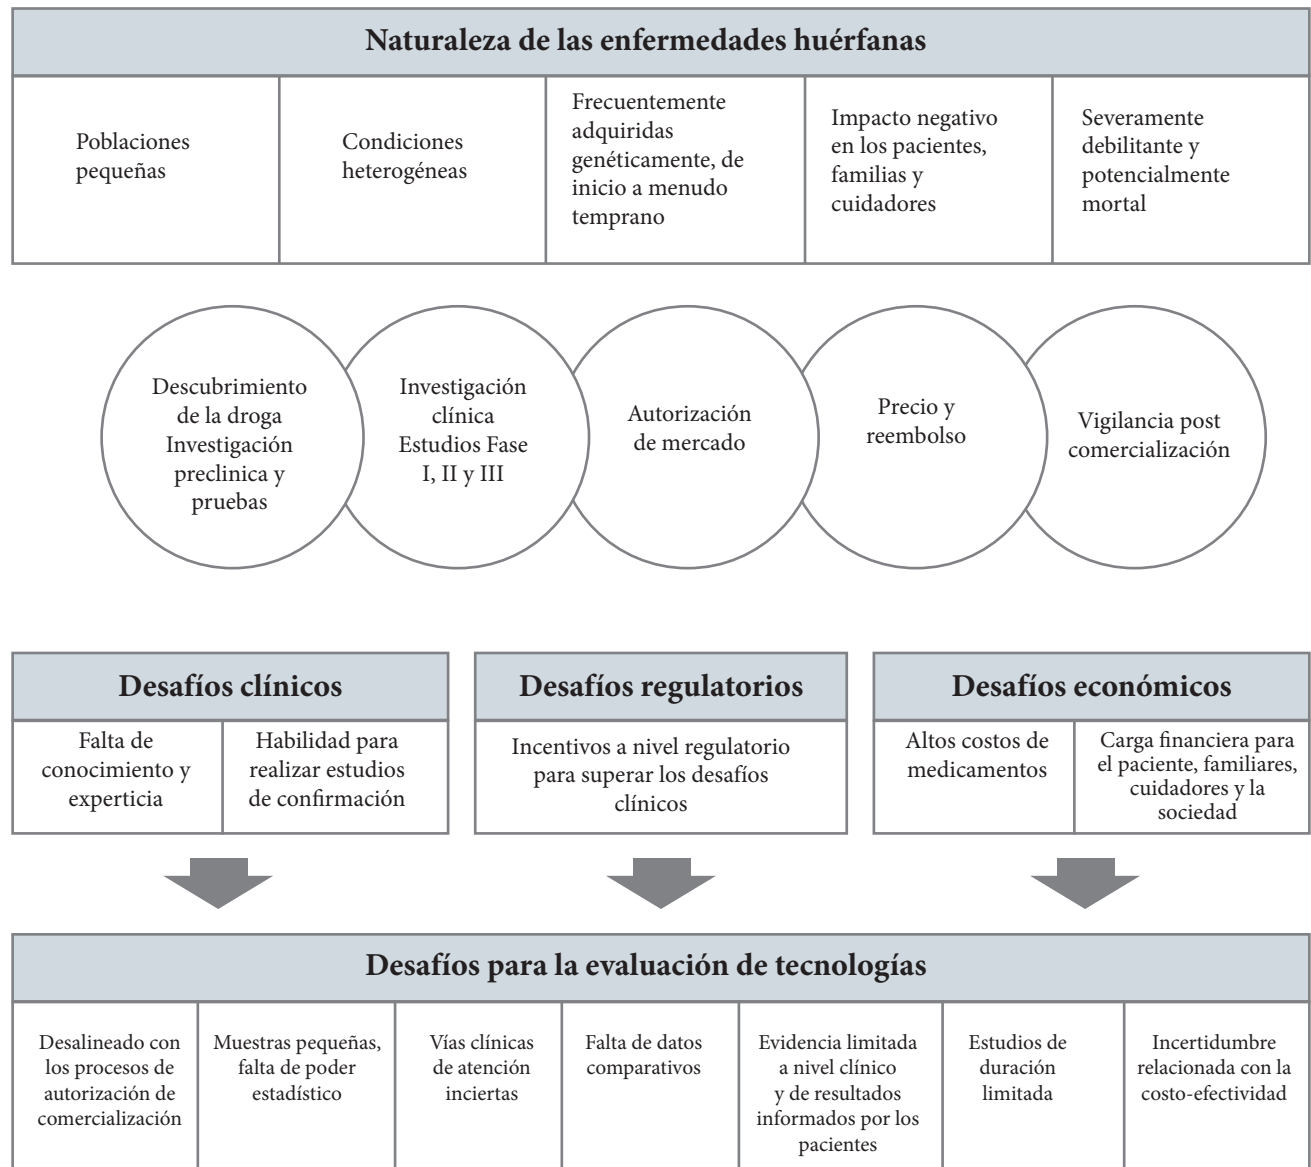 Naturaleza de las enfermedades huérfanas
Poblaciones
pequeñas
Condiciones
heterogéneas
Frecuentemente
adquiridas
genéticamente, de
inicio a menudo
temprano
Impacto negativo
en los pacientes,
familias y
cuidadores
Severamente
debilitante y
potencialmente
mortal
Descubrimiento
de la droga
Investigación
preclinica y
pruebas
Investigación
clínica
Estudios Fase
I, II y III
Autorización
de mercado
Precio y
reembolso
Vigilancia post
comercialización
Desafíos clínicos
Falta de
conocimiento y
experticia
Habilidad para
realizar estudios
de confirmación
Desafíos regulatorios
Incentivos a nivel regulatorio
para superar los desafíos
clínicos
Desafíos económicos
Altos costos de
medicamentos
Carga financiera para
el paciente, familiares,
cuidadores y la
sociedad
Desafíos para la evaluación de tecnologías
Desalineado con
los procesos de
autorización de
comercialización
Muestras pequeñas,
falta de poder
estadístico
Vías clínicas
de atención
inciertas
Falta de datos
comparativos
Evidencia limitada
a nivel clínico
y de resultados
informados por los
pacientes
Estudios de
duración
limitada
Incertidumbre
relacionada con la
costo-efectividad